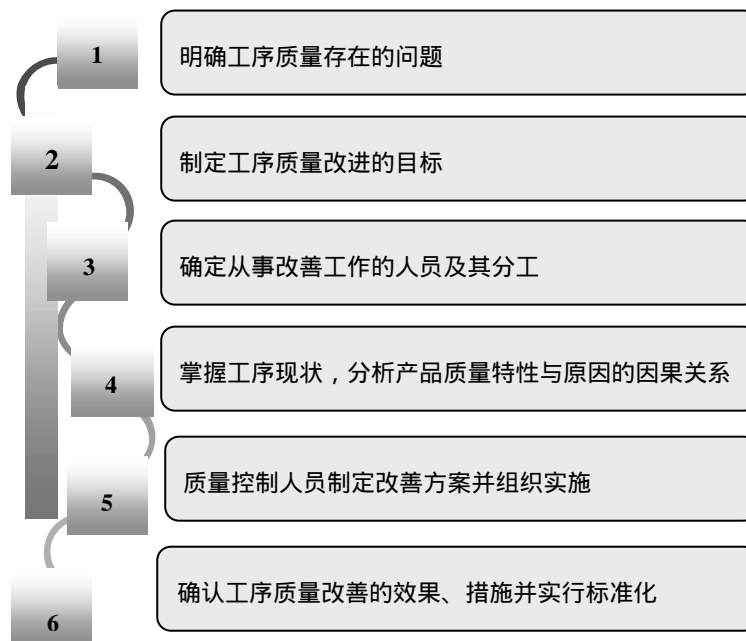 1
明确工序质量存在的问题
2
制定工序质量改进的目标
3
确定从事改善工作的人员及其分工
4
掌握工序现状，分析产品质量特性与原因的因果关系
5
质量控制人员制定改善方案并组织实施
6
确认工序质量改善的效果、措施并实行标准化